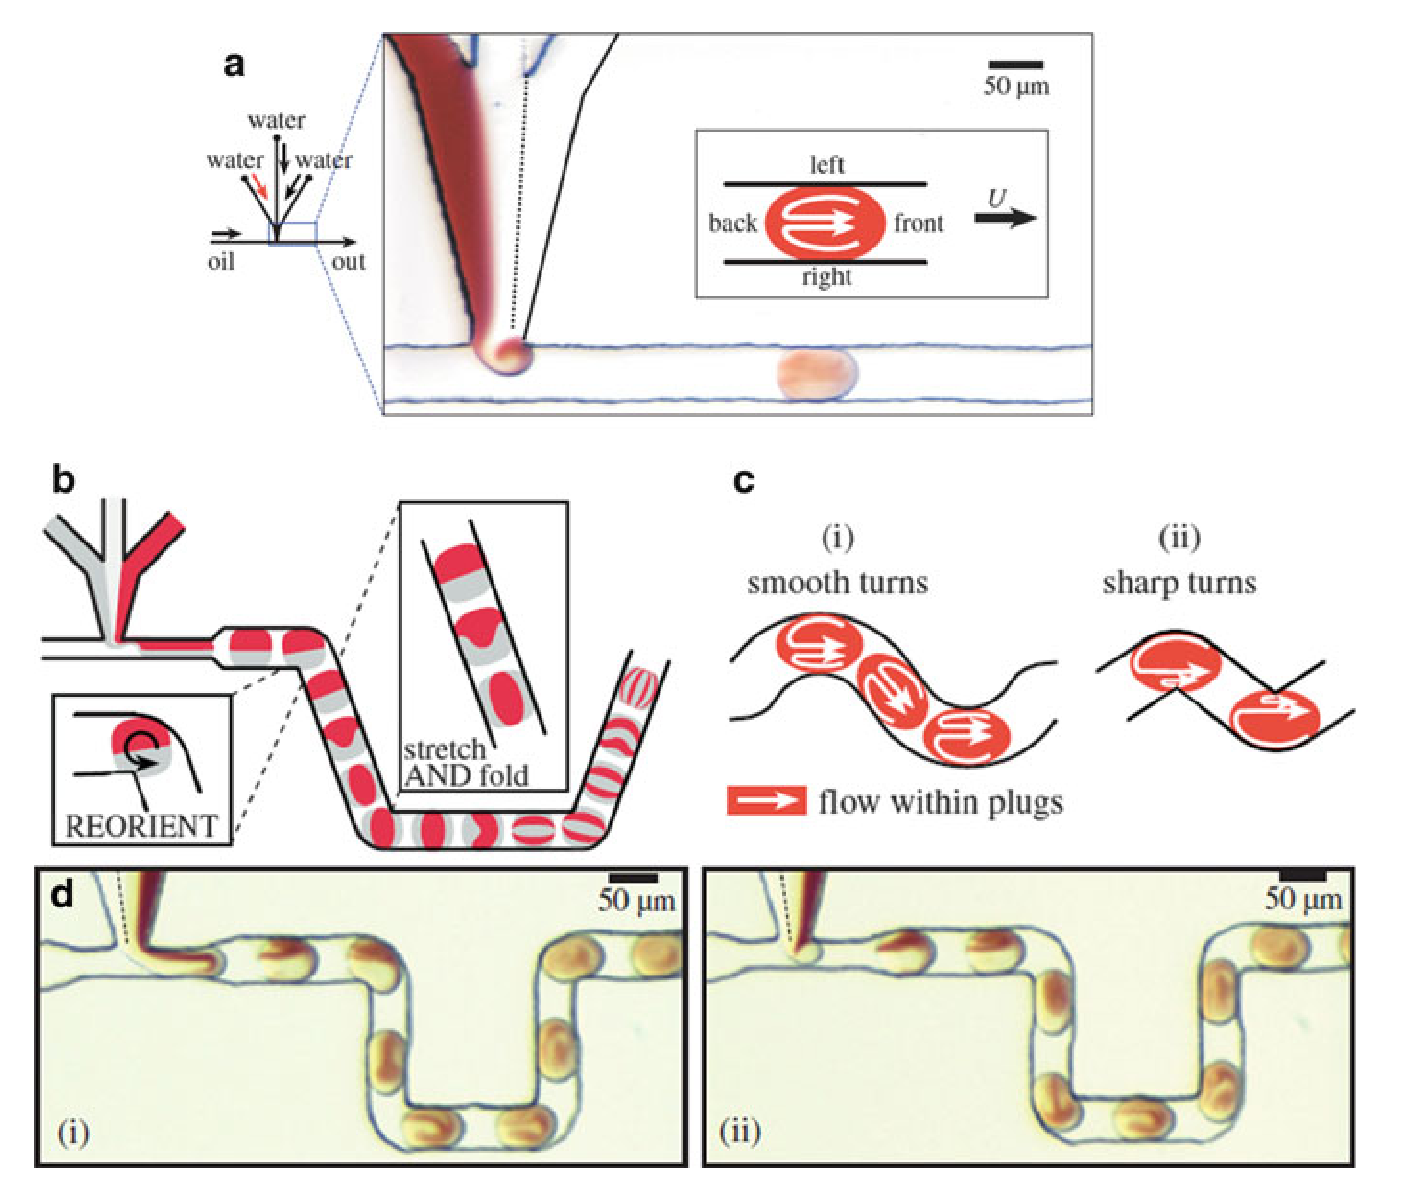 a
50 µm
water
water water
oil
out
left
back
front
U
right
b
stretch
AND fold
REORIENT
c
(i)
smooth turns
(ii)
sharp turns
flow within plugs
d
50 µm
(i)
50 µm
(ii)